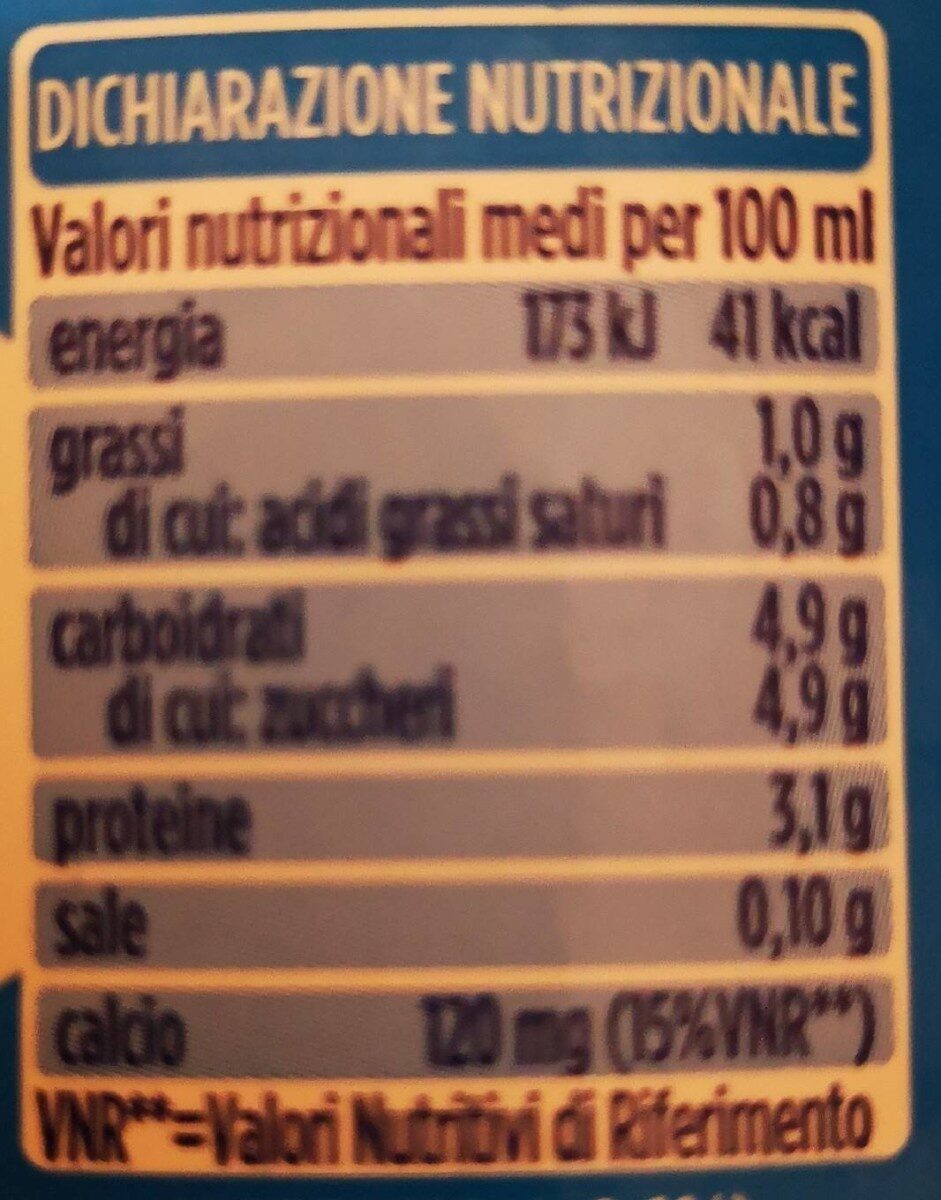 DICHIARAZIONE NUTRIZIONALE
Valori nutrizionali medi per 100 ml
energia 173 kJ 41 kcal
grassi 1,0 g
di cui: acidi grassi saturi 0,8 g
carboidrati 4,9 g
di cui: zuccheri 4,9 g
proteine 3,1 g
sale 0,10 g
calcio 120 mg (15%VNR**)
VNR**=Valori Nutritivi di Riferimento